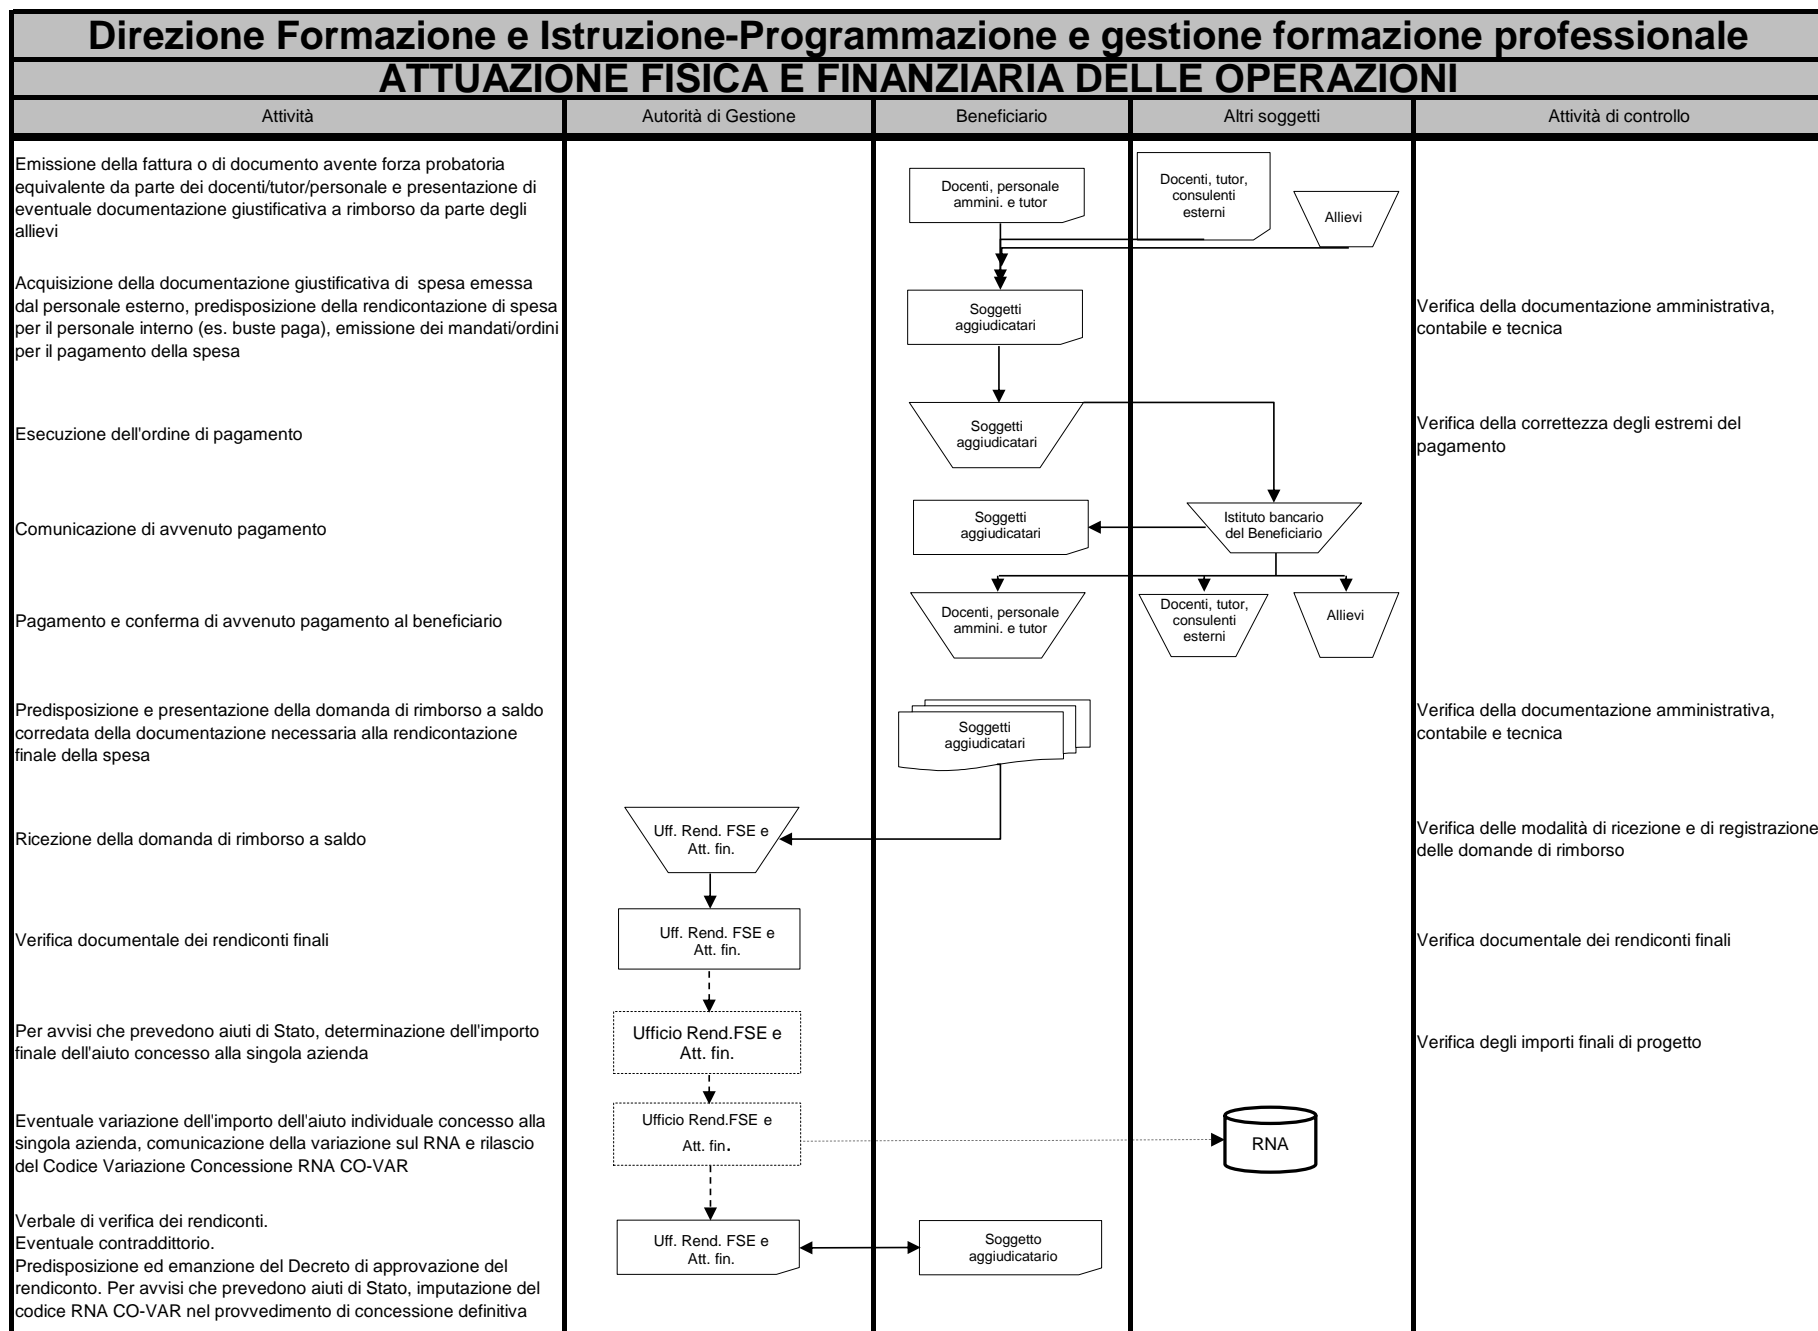 Direzione Formazione e Istruzione-Programmazione e gestione formazione professionale
ATTUAZIONE FISICA E FINANZIARIA DELLE OPERAZIONI
Attività
Autorità di Gestione
Beneficiario
Altri soggetti
Attività di controllo
Emissione della fattura o di documento avente forza probatoria
equivalente da parte dei docenti/tutor/personale e presentazione di
eventuale documentazione giustificativa a rimborso da parte degli
allievi
Docenti, personale
ammini. e tutor
Docenti, tutor,
consulenti
esterni
Allievi
Acquisizione della documentazione giustificativa di  spesa emessa
dal personale esterno, predisposizione della rendicontazione di spesa
per il personale interno (es. buste paga), emissione dei mandati/ordini
per il pagamento della spesa
Soggetti
aggiudicatari
Verifica della documentazione amministrativa,
contabile e tecnica
Esecuzione dell'ordine di pagamento
Soggetti
aggiudicatari
Verifica della correttezza degli estremi del
pagamento
Comunicazione di avvenuto pagamento
Soggetti
aggiudicatari
Istituto bancario
del Beneficiario
Pagamento e conferma di avvenuto pagamento al beneficiario
Docenti, personale
ammini. e tutor
Docenti, tutor,
consulenti
esterni
Allievi
Predisposizione e presentazione della domanda di rimborso a saldo
corredata della documentazione necessaria alla rendicontazione
finale della spesa
Soggetti
aggiudicatari
Verifica della documentazione amministrativa,
contabile e tecnica
Ricezione della domanda di rimborso a saldo
Uff. Rend. FSE e
Att. fin.
Verifica delle modalità di ricezione e di registrazione
delle domande di rimborso
Verifica documentale dei rendiconti finali
Uff. Rend. FSE e
Att. fin.
Verifica documentale dei rendiconti finali
Per avvisi che prevedono aiuti di Stato, determinazione dell'importo
finale dell'aiuto concesso alla singola azienda
Ufficio Rend.FSE e
Att. fin.
Verifica degli importi finali di progetto
Eventuale variazione dell'importo dell'aiuto individuale concesso alla
singola azienda, comunicazione della variazione sul RNA e rilascio
del Codice Variazione Concessione RNA CO-VAR
Ufficio Rend.FSE e
Att. fin.
RNA
Verbale di verifica dei rendiconti.
Eventuale contraddittorio.
Predisposizione ed emanzione del Decreto di approvazione del
rendiconto. Per avvisi che prevedono aiuti di Stato, imputazione del
codice RNA CO-VAR nel provvedimento di concessione definitiva
Uff. Rend. FSE e
Att. fin.
Soggetto
aggiudicatario